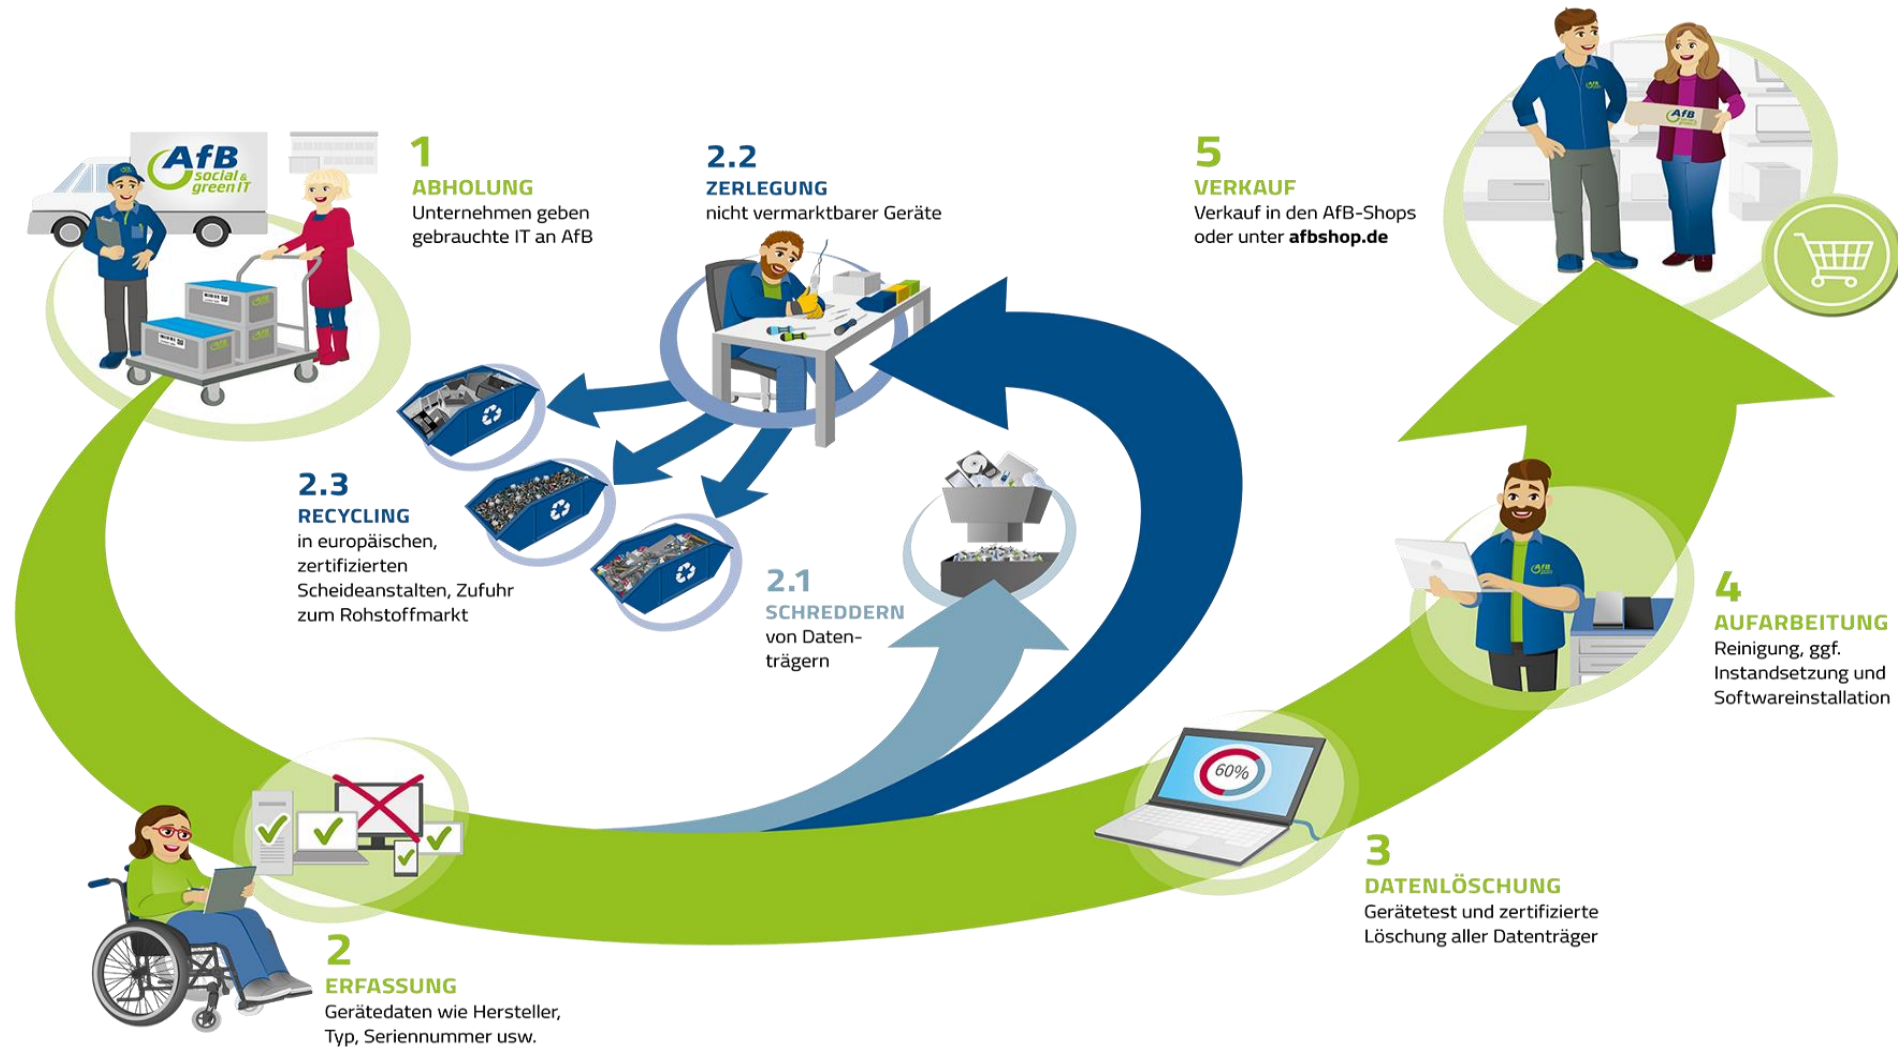 AfB
social &
green IT
1
ABHOLUNG
Unternehmen geben
gebrauchte IT an AfB
2.2
ZERLEGUNG
nicht vermarktbarer Geräte
5
VERKAUF
Verkauf in den AfB-Shops
oder unter afbshop.de
AfB
2.3
RECYCLING
in europäischen,
zertifizierten
Scheideanstalten, Zufuhr
zum Rohstoffmarkt
2.1
SCHREDDERN
von Daten-
trägern
AfB
4
AUFARBEITUNG
Reinigung, ggf.
Instandsetzung und
Softwareinstallation
60%
3
DATENLÖSCHUNG
Gerätetest und zertifizierte
Löschung aller Datenträger
2
ERFASSUNG
Gerätedaten wie Hersteller,
Typ, Seriennummer usw.